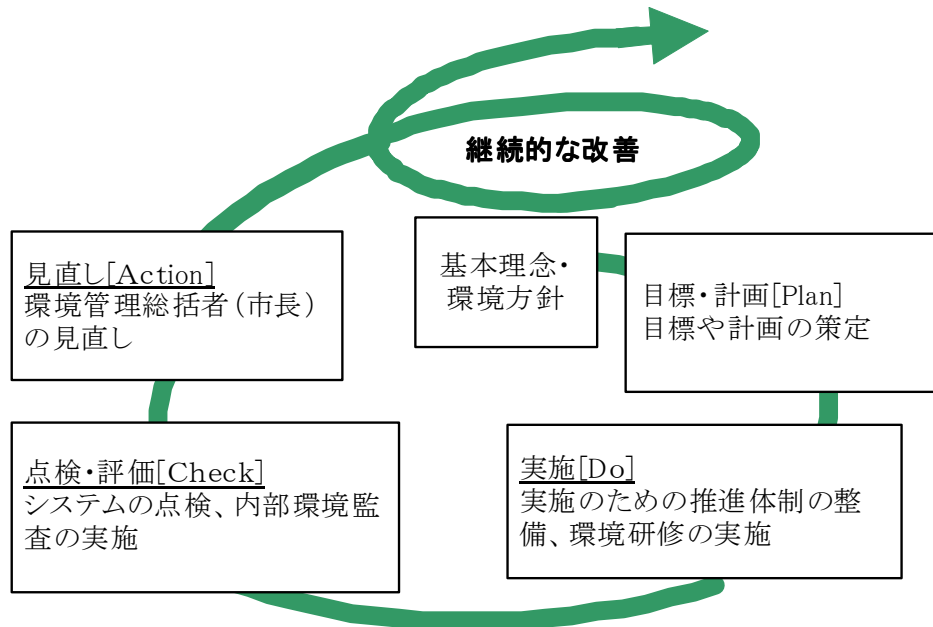 継続的な改善
基本理念・
環境方針
目標・計画[Plan]
目標や計画の策定
実施[Do]
実施のための推進体制の整
備、環境研修の実施
点検・評価[Check]
システムの点検、内部環境監
査の実施
見直し[Action]
環境管理総括者（市長）
の見直し